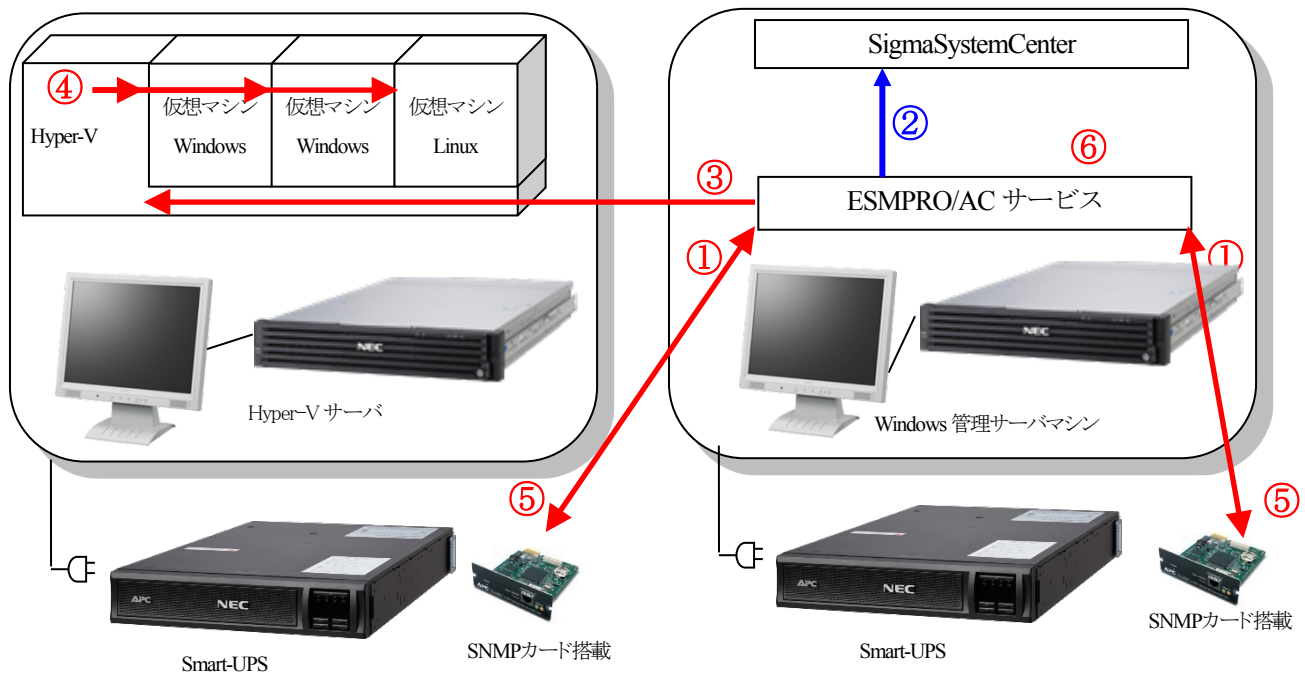 ④
Hyper-V
仮想マシン
Windows
仮想マシン
Windows
仮想マシン
Linux
SigmaSystemCenter
②
⑥
③
ESMPRO/AC サービス
①
①
NEC
Hyper-V サーバ
NEC
Windows 管理サーバマシン
⑤
⑤
APC
NEC
APC
Smart-UPS
SNMPカード搭載
APC
NEC
APC
Smart-UPS
SNMPカード搭載